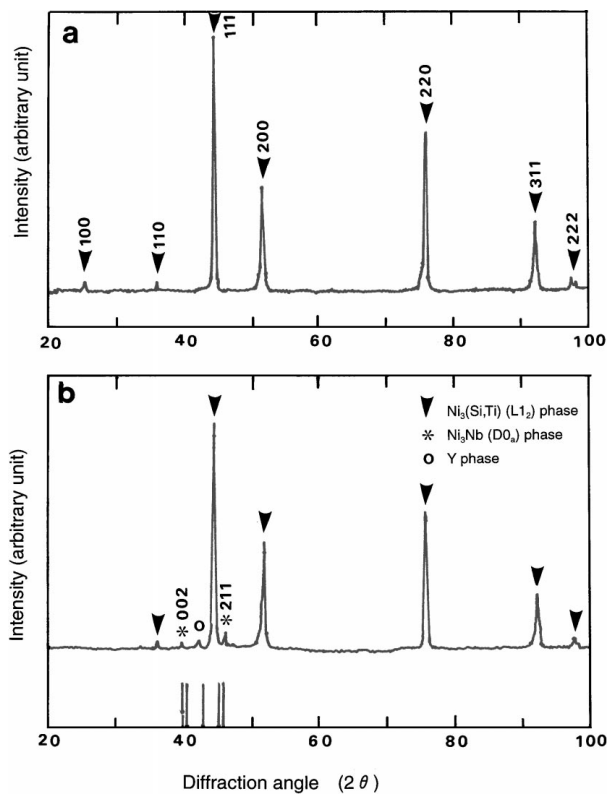 a
Intensity (arbitrary unit)
100
110
111
200
220
311
222
20 40 60 80 100
b
Intensity (arbitrary unit)
Ni₃(Si,Ti) (L1₂) phase
* Ni₃Nb (D0ₐ) phase
o Y phase
*002
o
*211
20 40 60 80 100
Diffraction angle (2 θ)